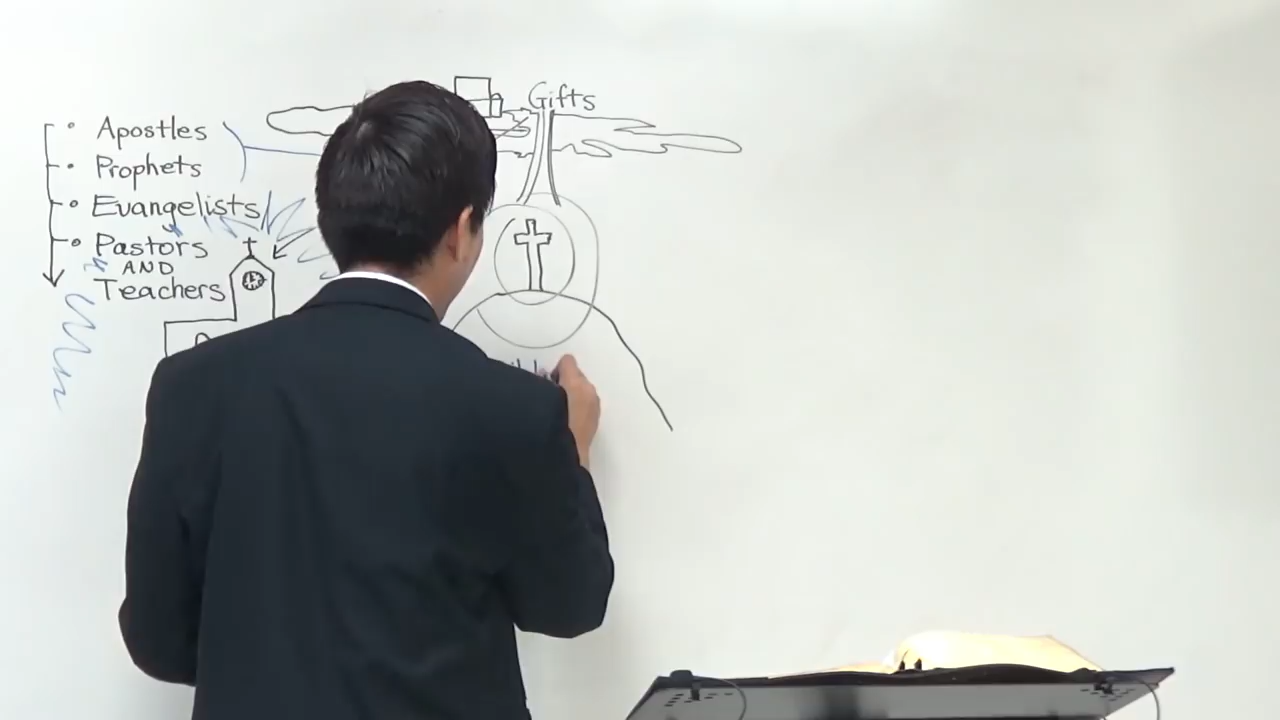 Gifts
Apostles
Prophets
Evangelists
Pastors
AND
Teachers